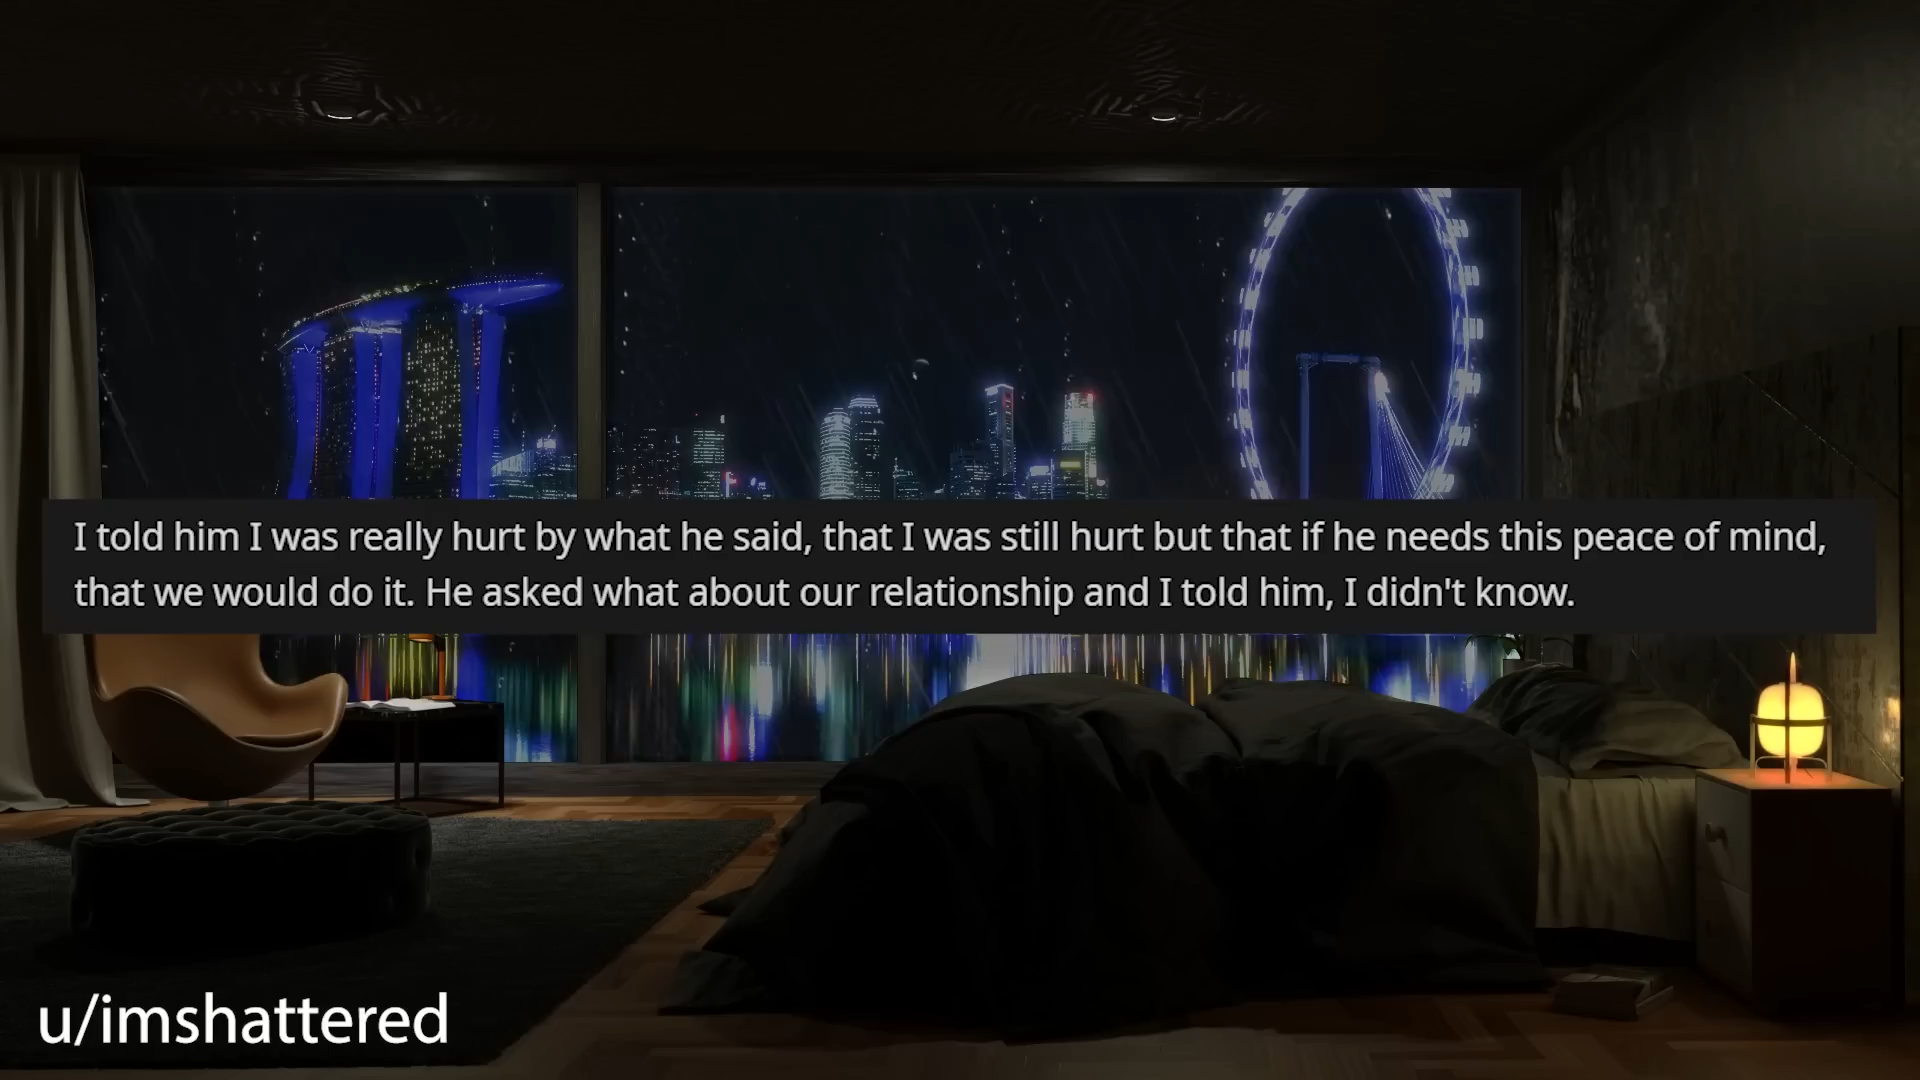 I told him I was really hurt by what he said, that I was still hurt but that if he needs this peace of mind,
that we would do it. He asked what about our relationship and I told him, I didn't know.
u/imshattered